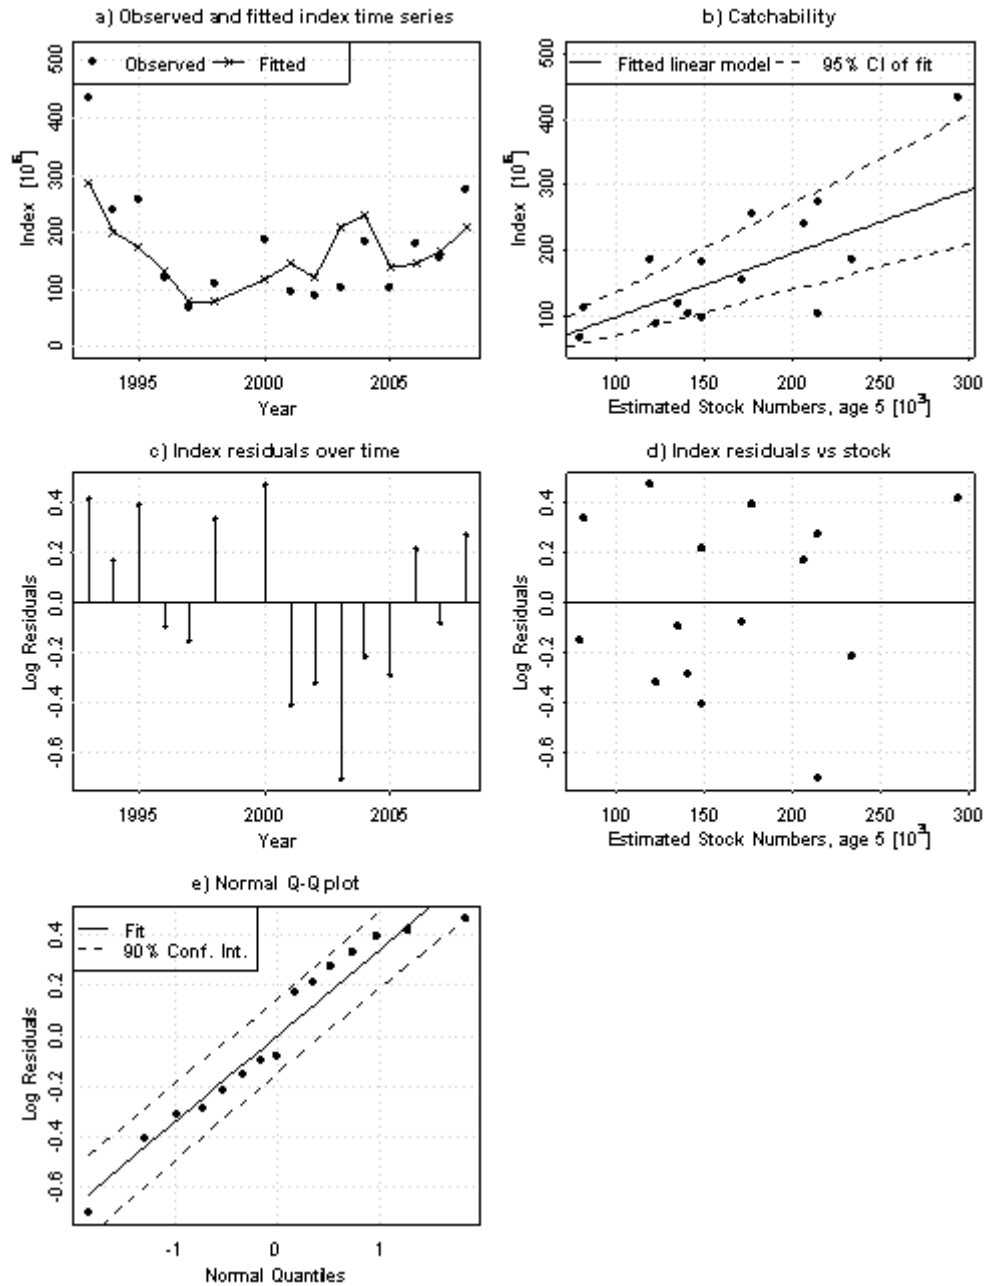 a) Observed and fitted index time series
Observed Fitted
Index [10^6]
0 100 200 300 400 500
1995 2000 2005
Year
b) Catchability
Fitted linear model 95% CI of fit
Index [10^6]
100 200 300 400 500
100 150 200 250 300
Estimated Stock Numbers, age 5 [10^3]
c) Index residuals over time
Log Residuals
-0.6 -0.4 -0.2 0.0 0.2 0.4
1995 2000 2005
Year
d) Index residuals vs stock
Log Residuals
-0.6 -0.4 -0.2 0.0 0.2 0.4
100 150 200 250 300
Estimated Stock Numbers, age 5 [10^3]
e) Normal Q-Q plot
Fit
90% Conf. Int.
Log Residuals
-0.6 -0.4 -0.2 0.0 0.2 0.4
-1 0 1
Normal Quantiles